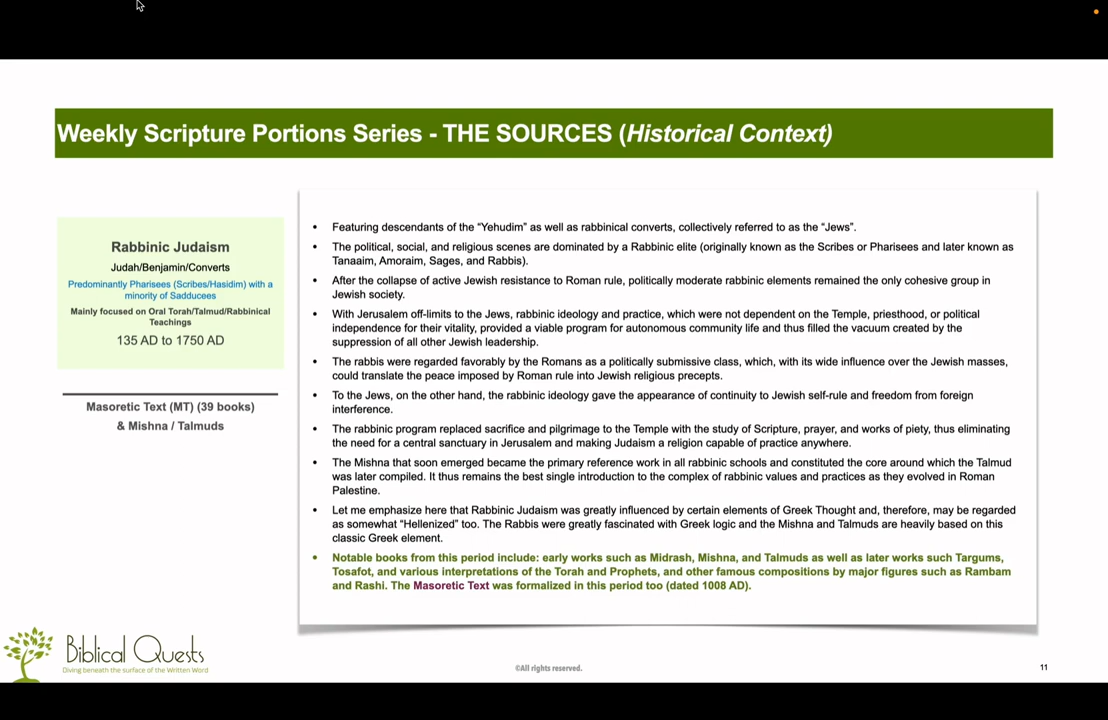 Weekly Scripture Portions Series - THE SOURCES (Historical Context)
Rabbinic Judaism
Judah/Benjamin/Converts
Predominantly Pharisees (Scribes/Hasidim) with a
minority of Sadducees
Mainly focused on Oral Torah/Talmud/Rabbinical
Teachings
135 AD to 1750 AD
Masoretic Text (MT) (39 books)
& Mishna / Talmuds
• Featuring descendants of the “Yehudim” as well as rabbinical converts, collectively referred to as the “Jews”.
• The political, social, and religious scenes are dominated by a Rabbinic elite (originally known as the Scribes or Pharisees and later known as
Tanaaim, Amoraim, Sages, and Rabbis).
• After the collapse of active Jewish resistance to Roman rule, politically moderate rabbinic elements remained the only cohesive group in
Jewish society.
• With Jerusalem off-limits to the Jews, rabbinic ideology and practice, which were not dependent on the Temple, priesthood, or political
independence for their vitality, provided a viable program for autonomous community life and thus filled the vacuum created by the
suppression of all other Jewish leadership.
• The rabbis were regarded favorably by the Romans as a politically submissive class, which, with its wide influence over the Jewish masses,
could translate the peace imposed by Roman rule into Jewish religious precepts.
• To the Jews, on the other hand, the rabbinic ideology gave the appearance of continuity to Jewish self-rule and freedom from foreign
interference.
• The rabbinic program replaced sacrifice and pilgrimage to the Temple with the study of Scripture, prayer, and works of piety, thus eliminating
the need for a central sanctuary in Jerusalem and making Judaism a religion capable of practice anywhere.
• The Mishna that soon emerged became the primary reference work in all rabbinic schools and constituted the core around which the Talmud
was later compiled. It thus remains the best single introduction to the complex of rabbinic values and practices as they evolved in Roman
Palestine.
• Let me emphasize here that Rabbinic Judaism was greatly influenced by certain elements of Greek Thought and, therefore, may be regarded
as somewhat “Hellenized” too. The Rabbis were greatly fascinated with Greek logic and the Mishna and Talmuds are heavily based on this
classic Greek element.
• Notable books from this period include: early works such as Midrash, Mishna, and Talmuds as well as later works such Targums,
Tosafot, and various interpretations of the Torah and Prophets, and other famous compositions by major figures such as Rambam
and Rashi. The Masoretic Text was formalized in this period too (dated 1008 AD).
Biblical Quests
Diving beneath the surface of the Written Word
©All rights reserved.
11